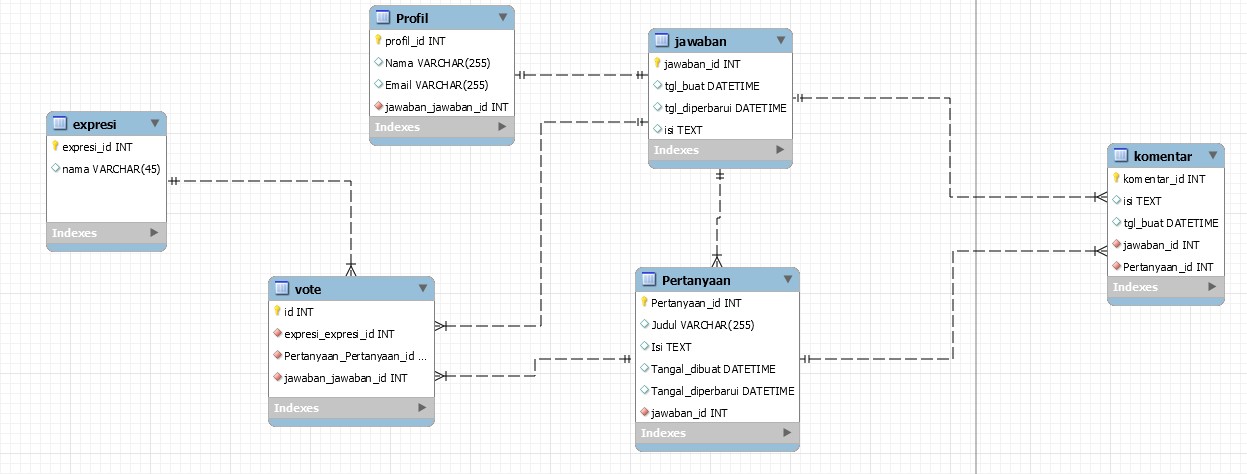 Profil
profil_id INT
Nama VARCHAR(255)
Email VARCHAR(255)
jawaban_jawaban_id INT
Indexes
jawaban
jawaban_id INT
tgl_buat DATETIME
tgl_diperbarui DATETIME
isi TEXT
Indexes
expresi
expresi_id INT
nama VARCHAR(45)
Indexes
komentar
komentar_id INT
isi TEXT
tgl_buat DATETIME
jawaban_id INT
Pertanyaan_id INT
Indexes
vote
id INT
expresi_expresi_id INT
Pertanyaan_Pertanyaan_id ...
jawaban_jawaban_id INT
Indexes
Pertanyaan
Pertanyaan_id INT
Judul VARCHAR(255)
Isi TEXT
Tangal_dibuat DATETIME
Tangal_diperbarui DATETIME
jawaban_id INT
Indexes